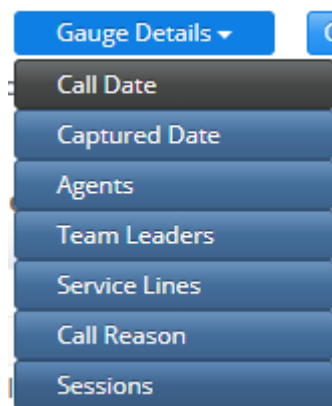 Gauge Details
Call Date
Captured Date
Agents
Team Leaders
Service Lines
Call Reason
Sessions